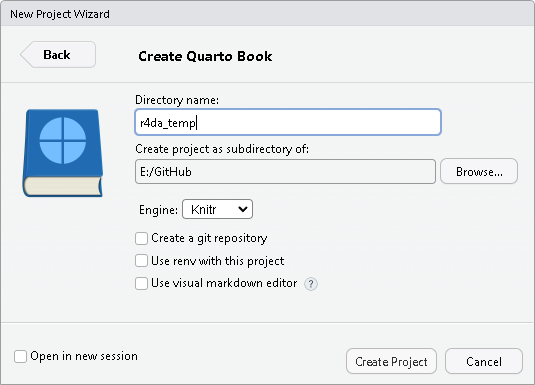 New Project Wizard
Back
Create Quarto Book
Directory name:
r4da_temp
Create project as subdirectory of:
E:/GitHub
Browse...
Engine: Knitr
Create a git repository
Use renv with this project
Use visual markdown editor ?
Open in new session
Create Project
Cancel